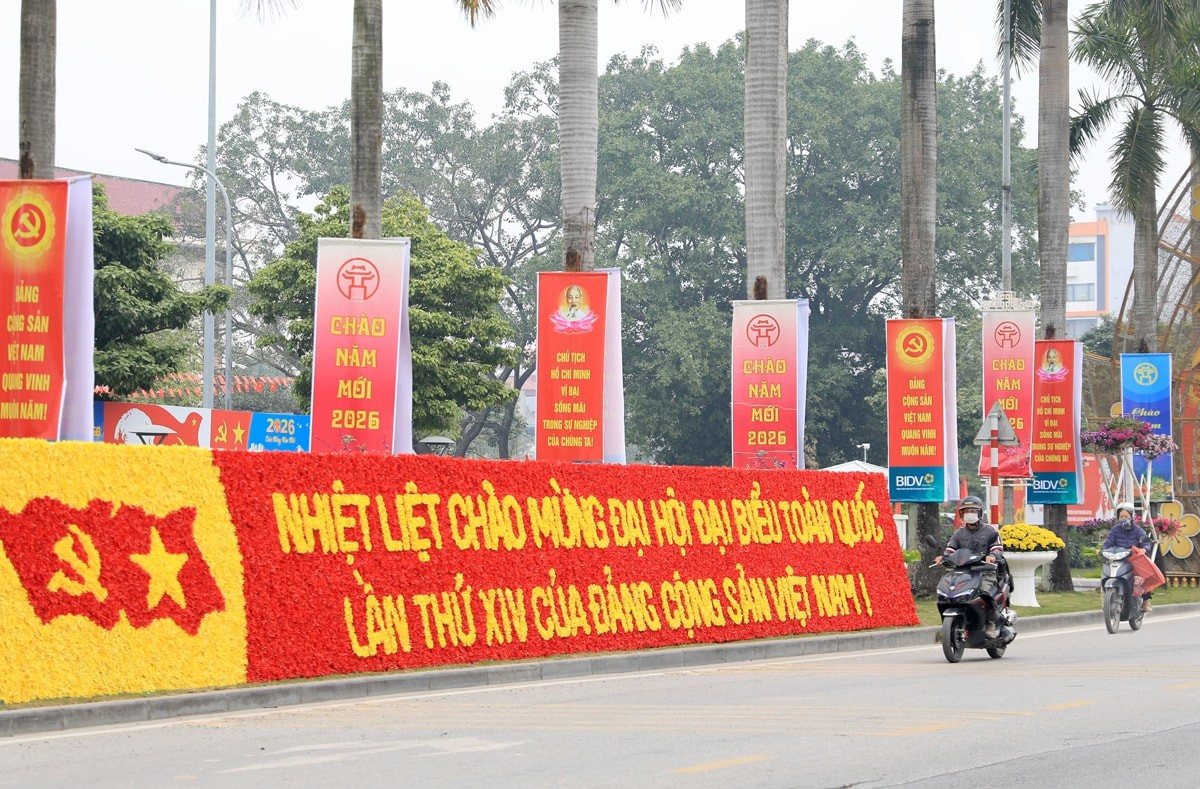 ĐẢNG
CỘNG SẢN
VIỆT NAM
QUANG VINH
MUÔN NĂM!
CHÀO
NĂM
MỚI
2026
2026
CHỦ TỊCH
HỒ CHÍ MINH
VĨ ĐẠI
SỐNG MÃI
TRONG SỰ NGHIỆP
CỦA CHÚNG TA!
CHÀO
NĂM
MỚI
2026
ĐẢNG
CỘNG SẢN
VIỆT NAM
QUANG VINH
MUÔN NĂM!
BIDV
CHÀO
NĂM
MỚI
2026
CHỦ TỊCH
HỒ CHÍ MINH
VĨ ĐẠI
SỐNG MÃI
TRONG SỰ NGHIỆP
CỦA CHÚNG TA!
BIDV
Chào
NHIỆT LIỆT CHÀO MỪNG ĐẠI HỘI ĐẠI BIỂU TOÀN QUỐC
LẦN THỨ XIV CỦA ĐẢNG CỘNG SẢN VIỆT NAM !